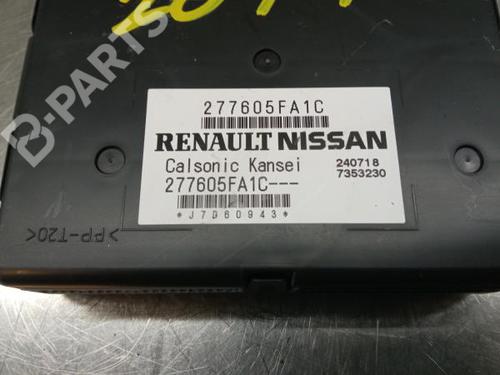 B-PARTS
277605FA1C
RENAULT NISSAN
Calsonic Kansei 240718
277605FA1C--- 7353230
*J7D60943*
>PP-T20<